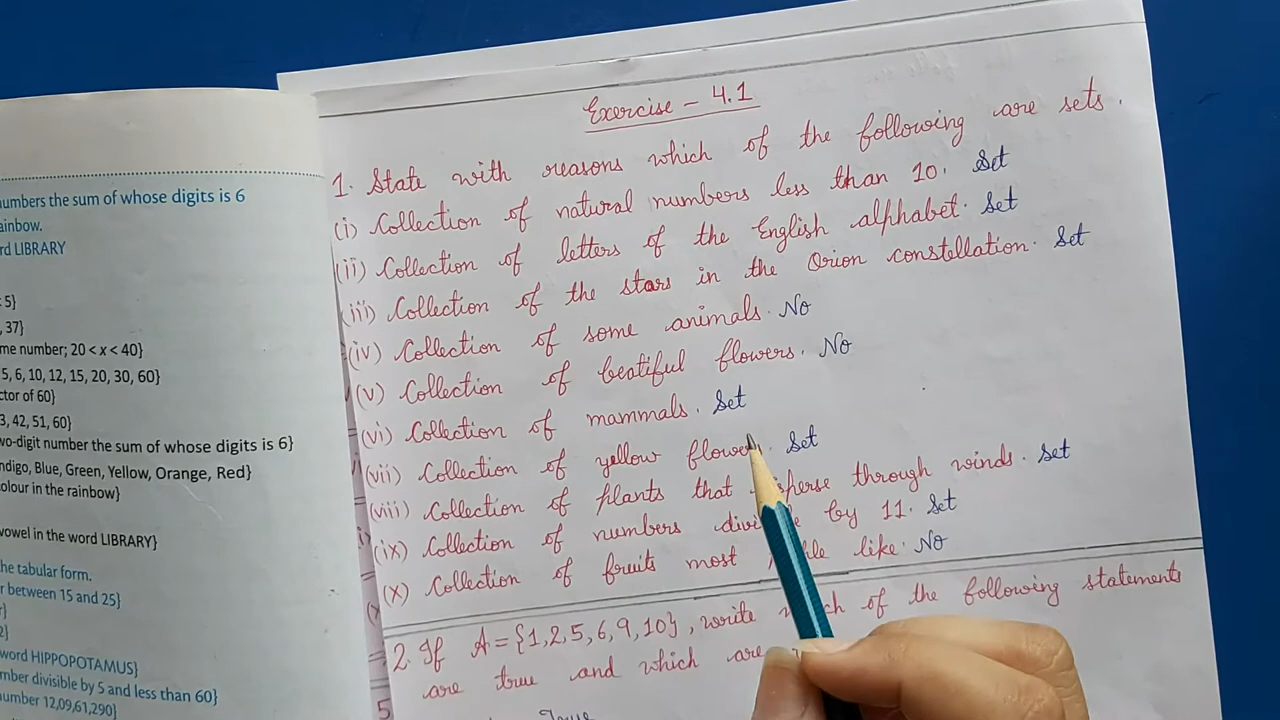 numbers the sum of whose digits is 6
ainbow.
rd LIBRARY
5}
, 37}
me number; 20 < x < 40}
5, 6, 10, 12, 15, 20, 30, 60}
ctor of 60}
3, 42, 51, 60}
wo-digit number the sum of whose digits is 6}
ndigo, Blue, Green, Yellow, Orange, Red}
olour in the rainbow}
vowel in the word LIBRARY}
he tabular form.
r between 15 and 25}
r}
2}
word HIPPOPOTAMUS}
mber divisible by 5 and less than 60}
number 12,09,61,290}
Exercise - 4.1
1. State with reasons which of the following are sets.
(i) Collection of natural numbers less than 10. Set
(ii) Collection of letters of the English alphabet. Set
(iii) Collection of the stars in the Orion constellation. Set
(iv) Collection of some animals. No
(v) Collection of beatiful flowers. No
(vi) Collection of mammals. Set
(vii) Collection of yellow flowers. Set
(viii) Collection of plants that disperse through winds. Set
(ix) Collection of numbers by 11. Set
(x) Collection of fruits most like. No
2. If A = {1, 2, 5, 6, 9, 10}, write which of the following statements
are true and which are
True
5